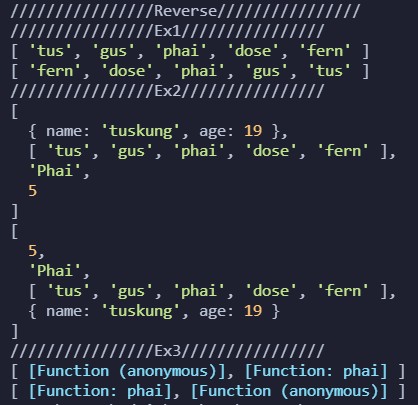 ////////////////Reverse////////////////
////////////////Ex1////////////////
[ 'tus', 'gus', 'phai', 'dose', 'fern' ]
[ 'fern', 'dose', 'phai', 'gus', 'tus' ]
////////////////Ex2////////////////
[
  { name: 'tuskung', age: 19 },
  [ 'tus', 'gus', 'phai', 'dose', 'fern' ],
  'Phai',
  5
]
[
  5,
  'Phai',
  [ 'tus', 'gus', 'phai', 'dose', 'fern' ],
  { name: 'tuskung', age: 19 }
]
////////////////Ex3////////////////
[ [Function (anonymous)], [Function: phai] ]
[ [Function: phai], [Function (anonymous)] ]